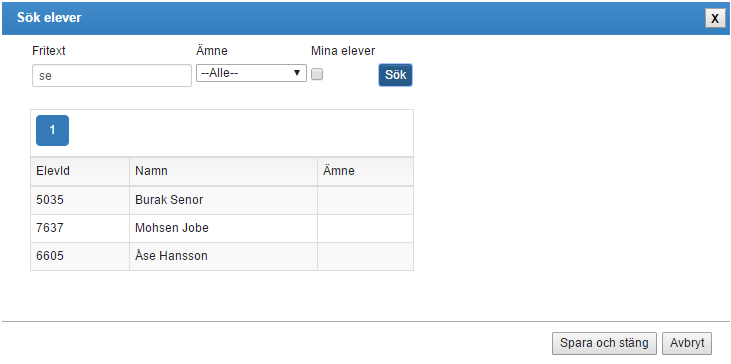 Sök elever X
Fritext Ämne Mina elever
se --Alle-- Sök
1
ElevId Namn Ämne
5035 Burak Senor
7637 Mohsen Jobe
6605 Åse Hansson
Spara och stäng Avbryt